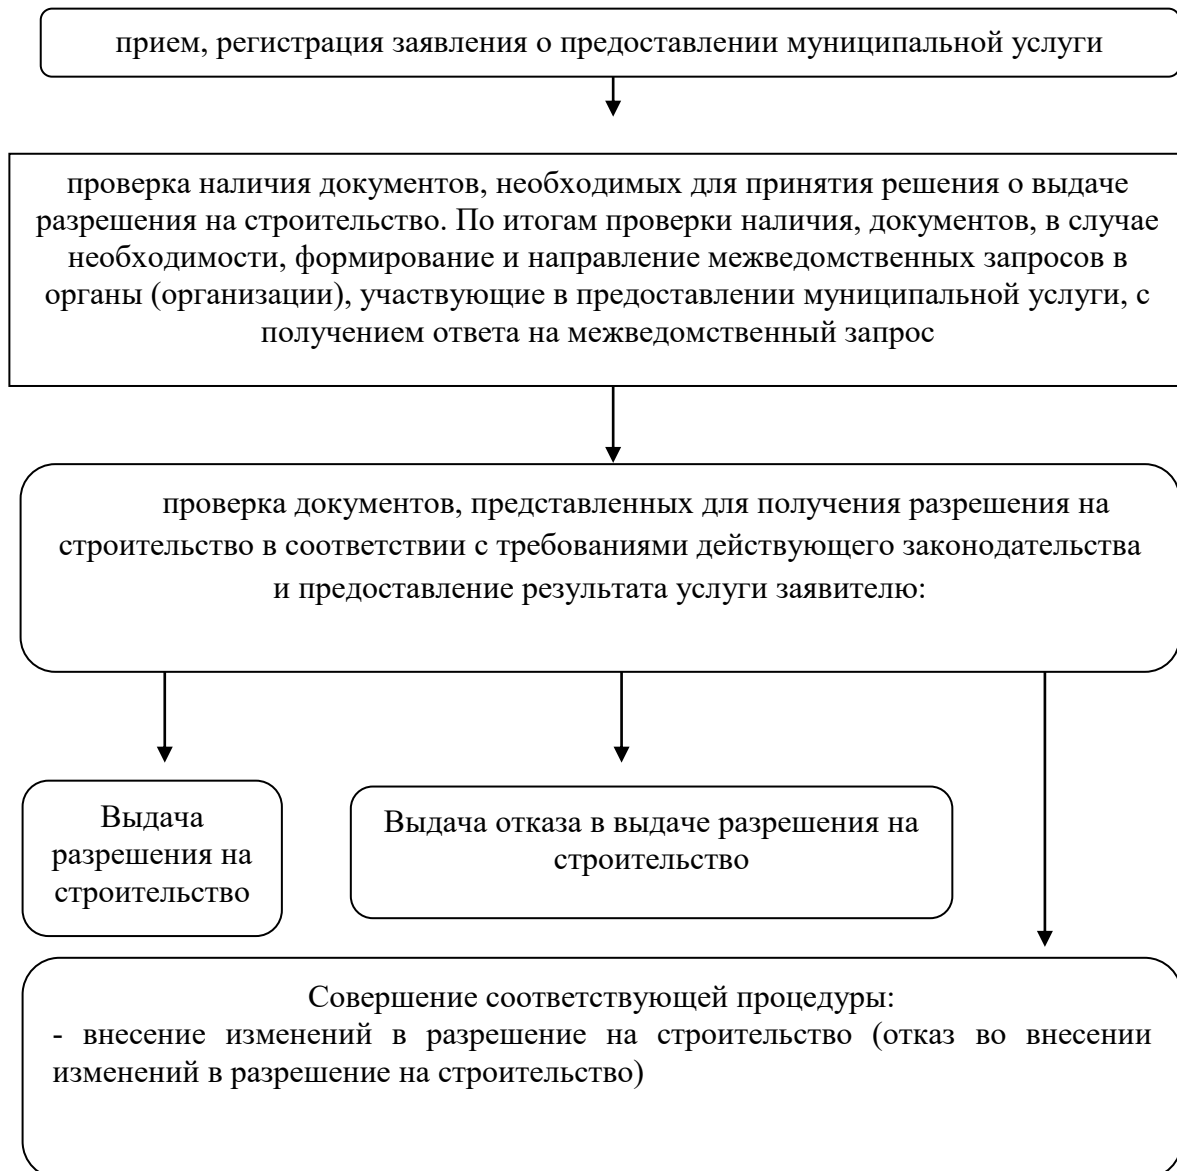 прием, регистрация заявления о предоставлении муниципальной услуги
проверка наличия документов, необходимых для принятия решения о выдаче
разрешения на строительство. По итогам проверки наличия, документов, в случае
необходимости, формирование и направление межведомственных запросов в
органы (организации), участвующие в предоставлении муниципальной услуги, с
получением ответа на межведомственный запрос
проверка документов, представленных для получения разрешения на
строительство в соответствии с требованиями действующего законодательства
и предоставление результата услуги заявителю:
Выдача
разрешения на
строительство
Выдача отказа в выдаче разрешения на
строительство
Совершение соответствующей процедуры:
- внесение изменений в разрешение на строительство (отказ во внесении
изменений в разрешение на строительство)